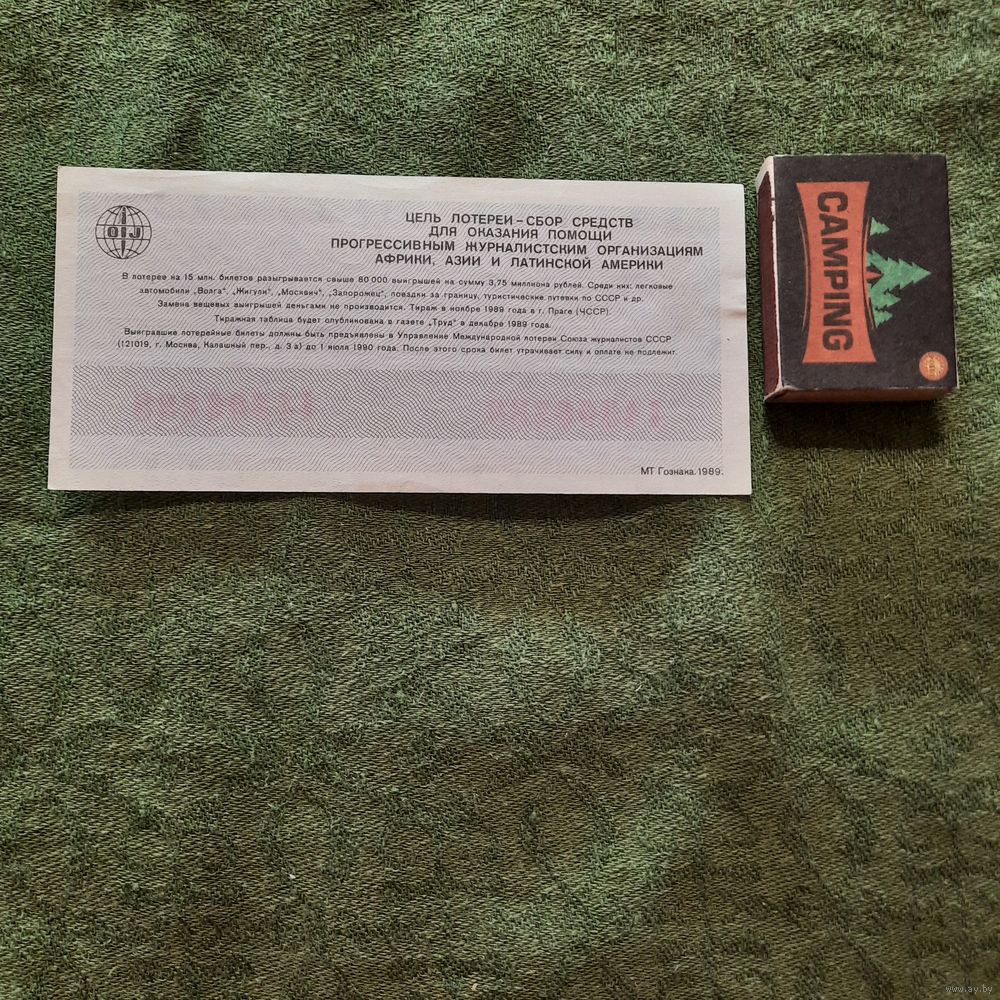 OIJ
ЦЕЛЬ ЛОТЕРЕИ – СБОР СРЕДСТВ
ДЛЯ ОКАЗАНИЯ ПОМОЩИ
ПРОГРЕССИВНЫМ ЖУРНАЛИСТСКИМ ОРГАНИЗАЦИЯМ
АФРИКИ, АЗИИ И ЛАТИНСКОЙ АМЕРИКИ
В лотерее на 15 млн. билетов разыгрывается свыше 80 000 выигрышей на сумму 3,75 миллиона рублей. Среди них: легковые
автомобили „Волга", „Жигули", „Москвич", „Запорожец", поездки за границу, туристические путевки по СССР и др.
Замена вещевых выигрышей деньгами не производится. Тираж в ноябре 1989 года в г. Праге (ЧССР).
Тиражная таблица будет опубликована в газете „Труд" в декабре 1989 года.
Выигравшие лотерейные билеты должны быть предъявлены в Управление Международной лотереи Союза журналистов СССР
(121019, г. Москва, Калашный пер., д. 3 а) до 1 июля 1990 года. После этого срока билет утрачивает силу и оплате не подлежит.
МТ Гознака. 1989.
CAMPING
www.ay.by